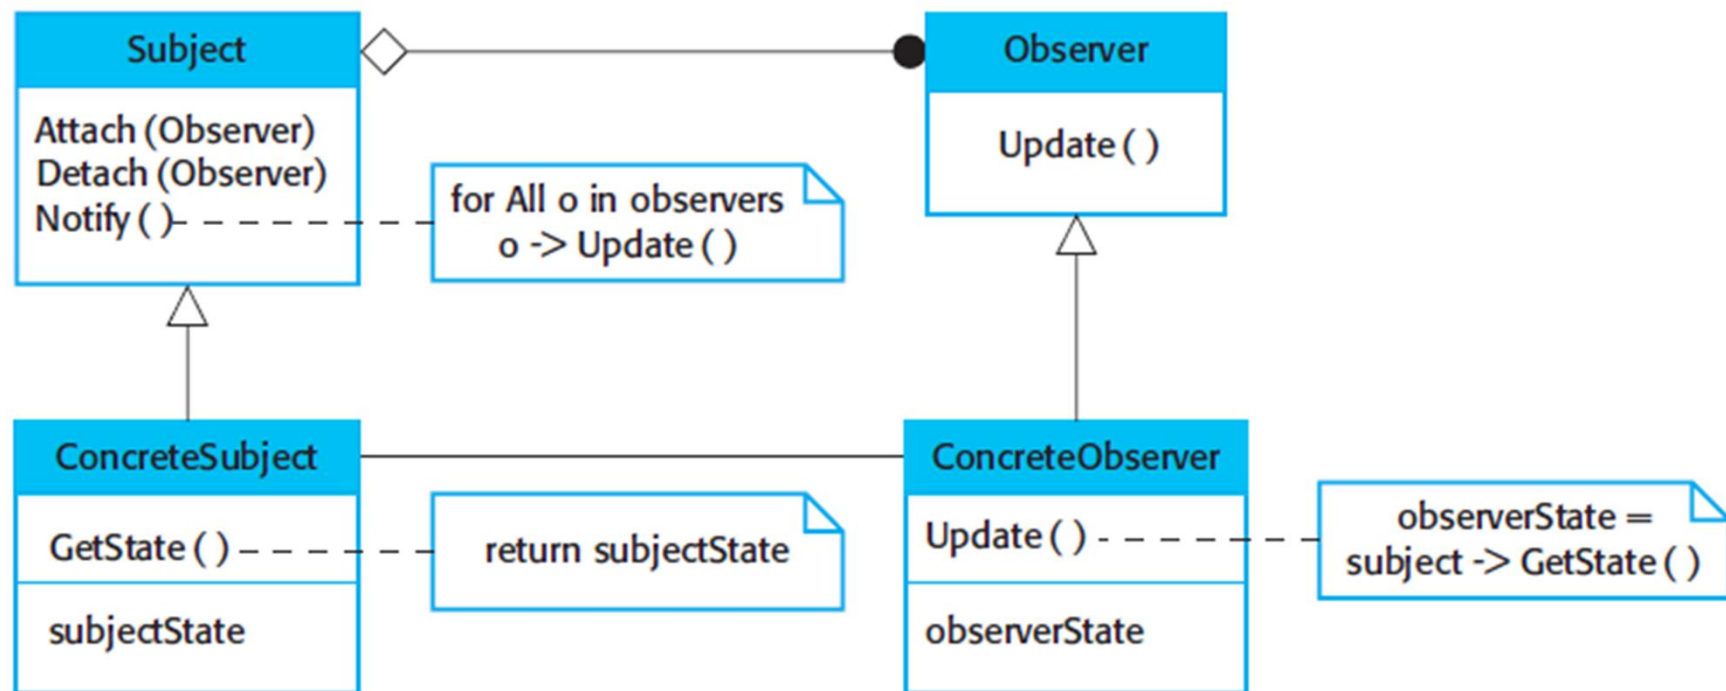 Subject
Attach (Observer)
Detach (Observer)
Notify ( )
for All o in observers
o -> Update ( )
Observer
Update ( )
ConcreteSubject
GetState ( )
subjectState
return subjectState
ConcreteObserver
Update ( )
observerState
observerState =
subject -> GetState ( )